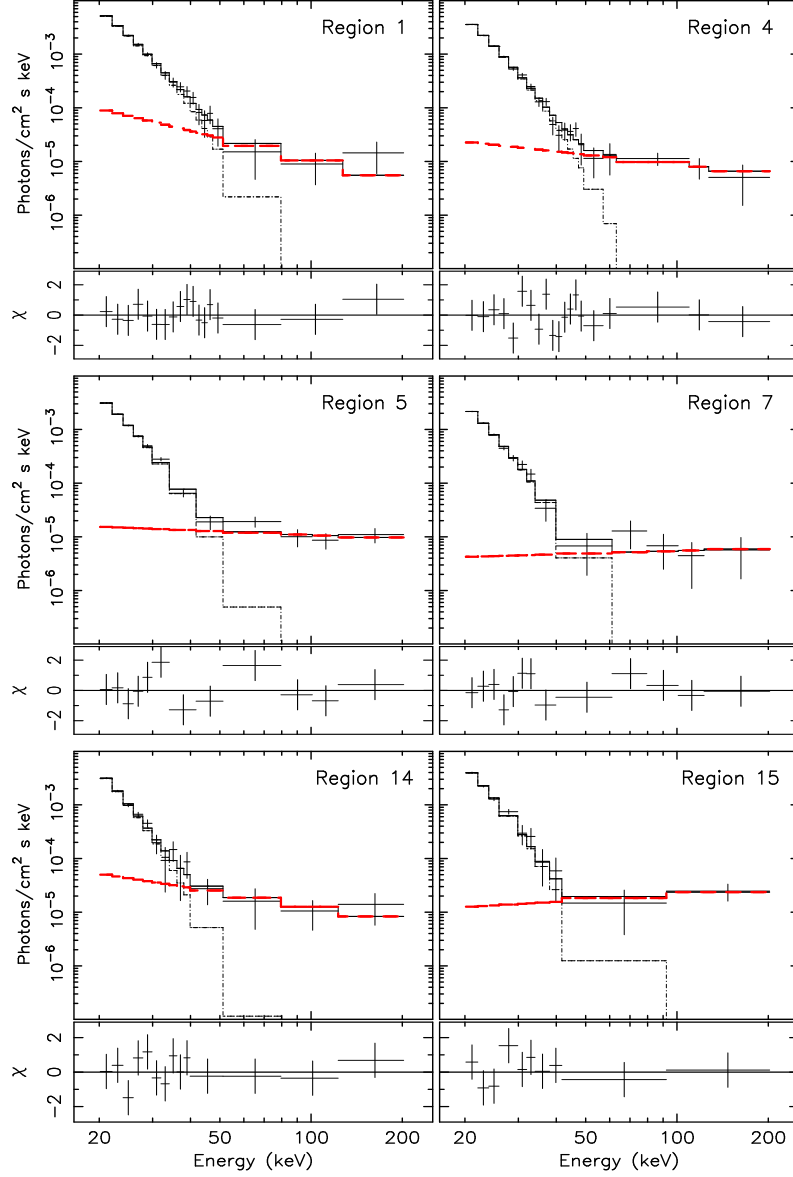 Region 1
Region 4
Photons/cm² s keV
10⁻³
10⁻⁴
10⁻⁵
10⁻⁶
χ
2
0
−2
Region 5
Region 7
Photons/cm² s keV
10⁻³
10⁻⁴
10⁻⁵
10⁻⁶
χ
2
0
−2
Region 14
Region 15
Photons/cm² s keV
10⁻³
10⁻⁴
10⁻⁵
10⁻⁶
χ
2
0
−2
20 50 100 200 20 50 100 200
Energy (keV) Energy (keV)